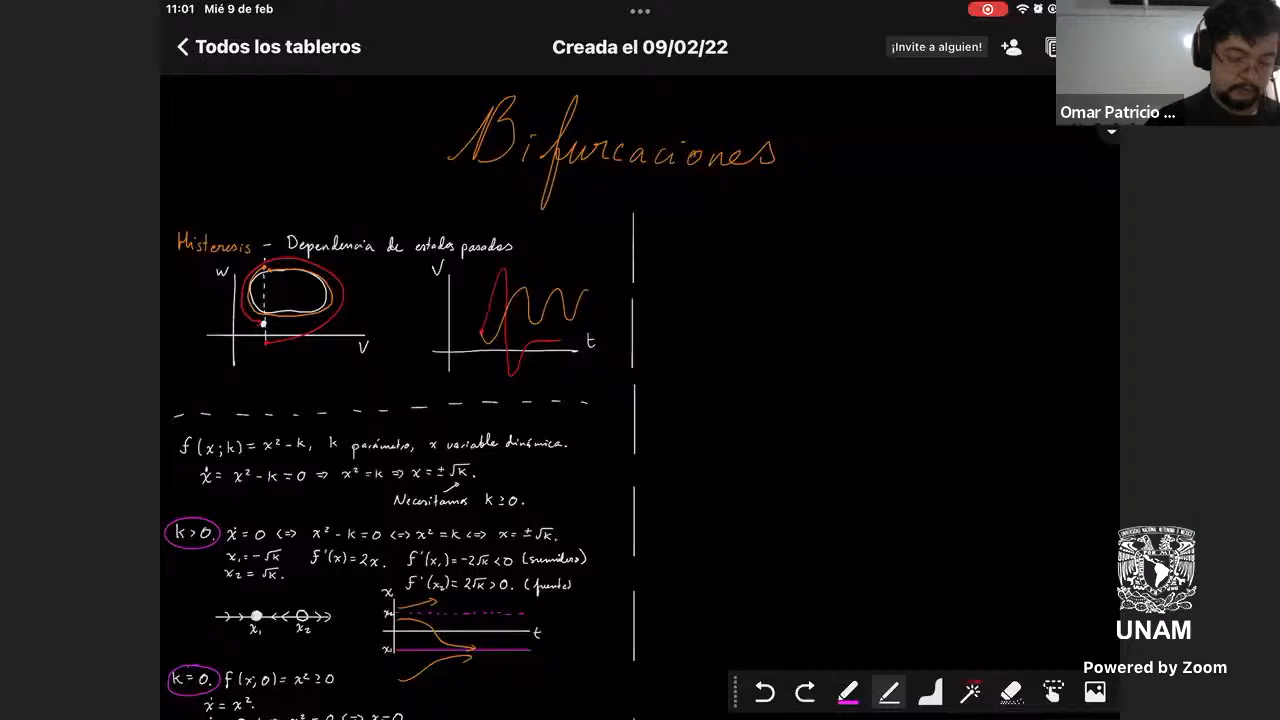 11:01 Mié 9 de feb
Todos los tableros
Creada el 09/02/22
¡Invite a alguien!
Omar Patricio ...
Bifurcaciones
Histeresis - Dependencia de estados pasados
w
V
V
t
f(x;k) = x²-k, k parámetro, x variable dinámica.
ẋ = x²-k=0 ⇒ x²=k ⇒ x=±√k.
Necesitamos k≥0.
k>0. ẋ=0 <=> x²-k=0 <=> x²=k <=> x=±√k.
x₁=-√k f'(x)=2x. f'(x₁)=-2√k<0 (sumidero)
x₂=√k. f'(x₂)=2√k>0. (fuente)
x₁ x₂
x
x₂
t
x₁
k=0. f(x,0)=x²≥0
ẋ=x².
UNAM
Powered by Zoom